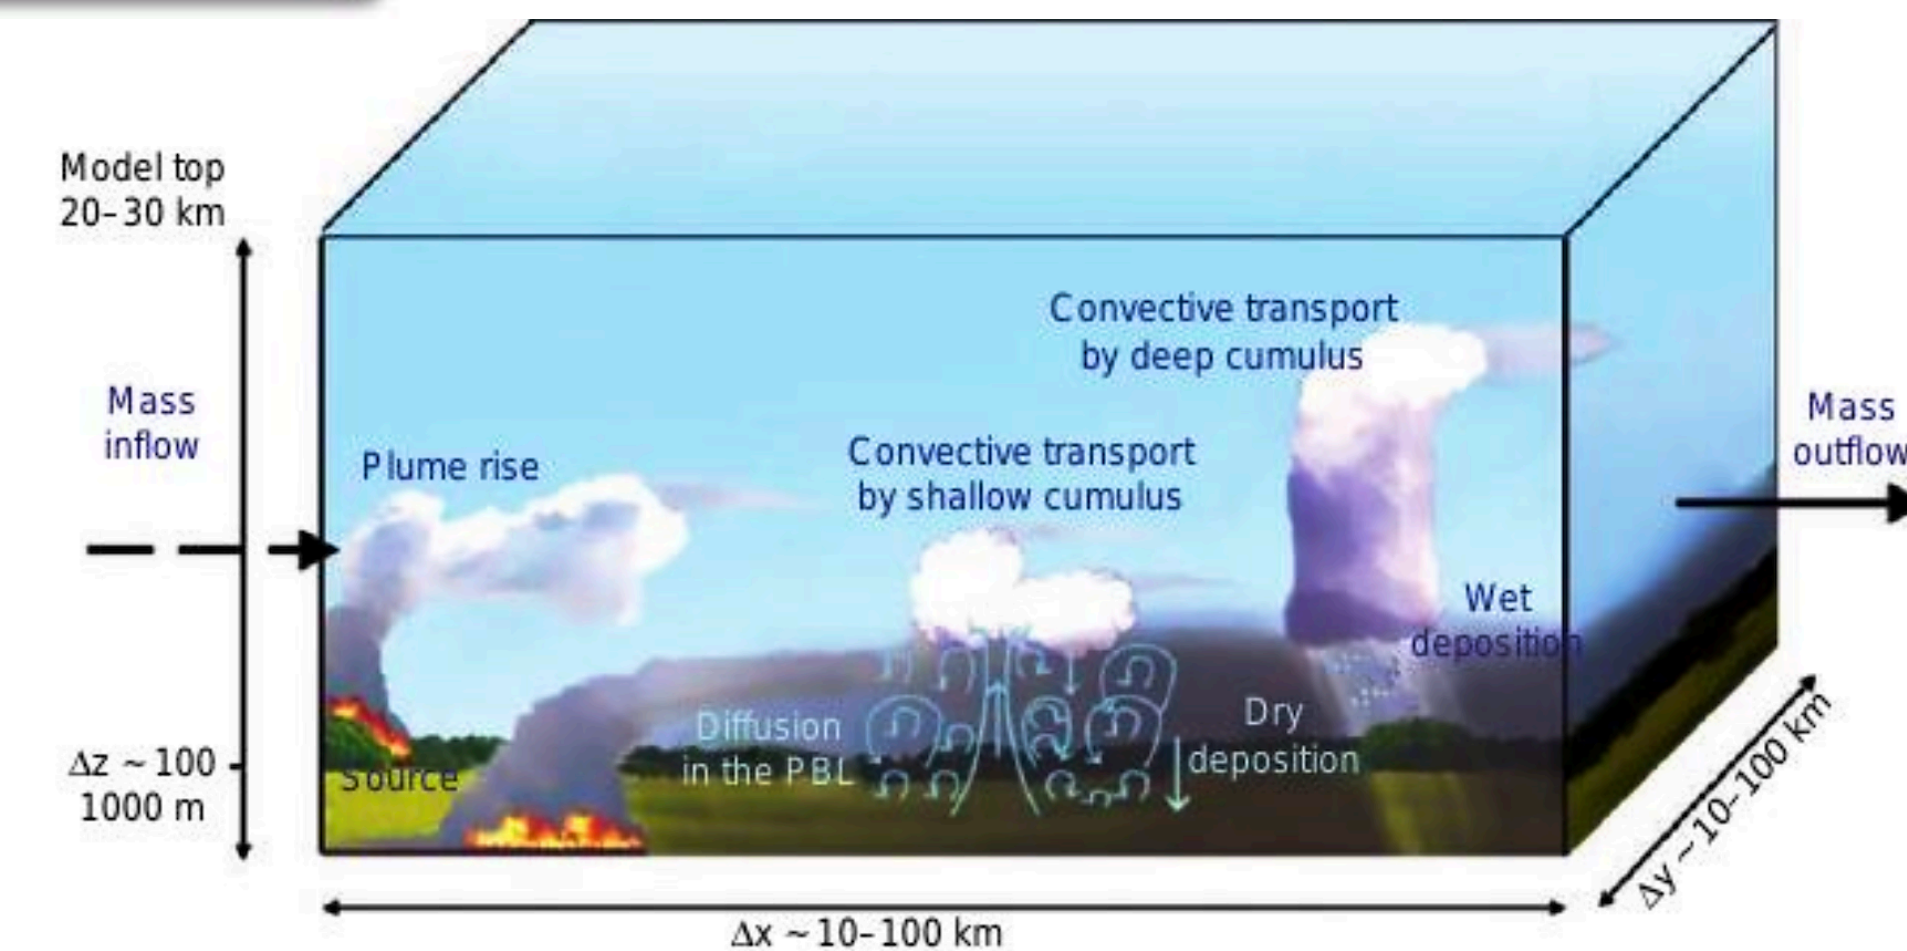 Model top
20–30 km
Mass
inflow
Plume rise
Convective transport
by shallow cumulus
Convective transport
by deep cumulus
Mass
outflow
Wet
deposition
Diffusion
in the PBL
Dry
deposition
Source
Δz ~ 100
1000 m
Δx ~ 10–100 km
Δy ~ 10–100 km